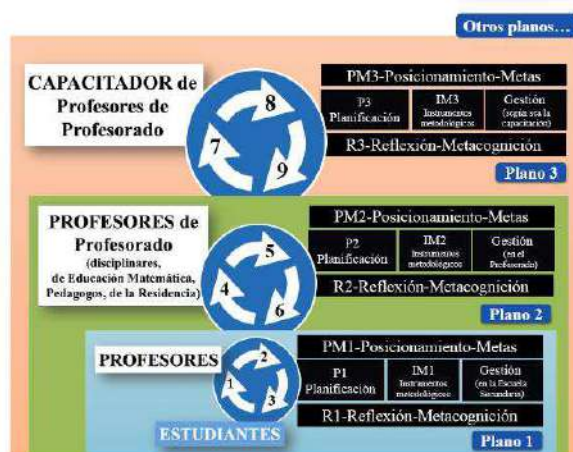 Otros planos...
CAPACITADOR de
Profesores de
Profesorado
8
7
9
PM3-Posicionamiento-Metas
P3
Planificación
IM3
Instrumentos
metodológicos
Gestión
(según sea la
capacitación)
R3-Reflexión-Metacognición
Plano 3
PROFESORES de
Profesorado
(disciplinares,
de Educación Matemática,
Pedagogos, de la Residencia)
5
4
6
PM2-Posicionamiento-Metas
P2
Planificación
IM2
Instrumentos
metodológicos
Gestión
(en el
Profesorado)
R2-Reflexión-Metacognición
Plano 2
PROFESORES
2
1
3
ESTUDIANTES
PM1-Posicionamiento-Metas
P1
Planificación
IM1
Instrumentos
metodológicos
Gestión
(en la Escuela
Secundaria)
R1-Reflexión-Metacognición
Plano 1